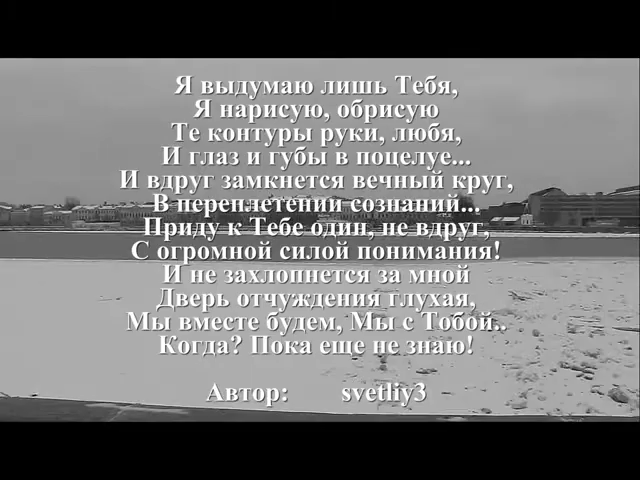 Я выдумаю лишь Тебя,
Я нарисую, обрисую
Те контуры руки, любя,
И глаз и губы в поцелуе...
И вдруг замкнется вечный круг,
В переплетении сознаний...
Приду к Тебе один, не вдруг,
С огромной силой понимания!
И не захлопнется за мной
Дверь отчуждения глухая,
Мы вместе будем, Мы с Тобой..
Когда? Пока еще не знаю!
Автор: svetliy3